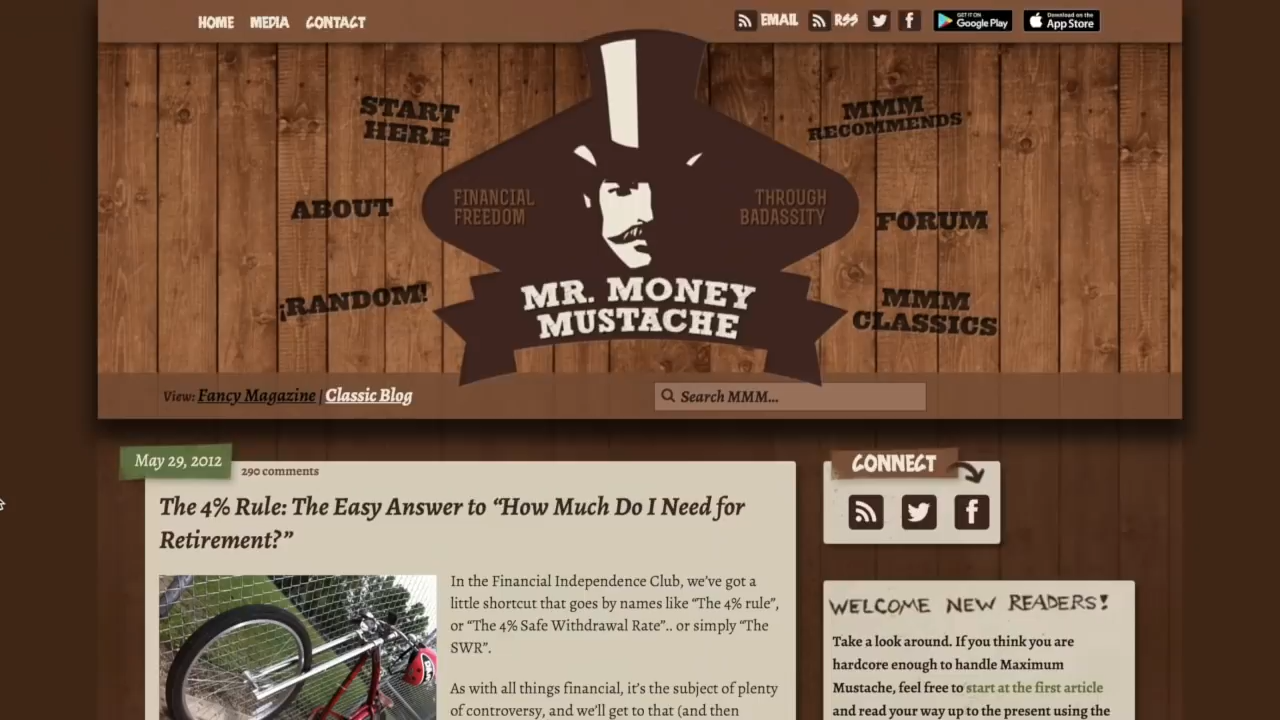 HOME MEDIA CONTACT
EMAIL RSS GET IT ON Google Play Download on the App Store
START HERE
MMM RECOMMENDS
FINANCIAL FREEDOM
THROUGH BADASSITY
ABOUT
FORUM
¡RANDOM!
MR. MONEY
MUSTACHE
MMM
CLASSICS
View: Fancy Magazine | Classic Blog
Search MMM...
May 29, 2012
290 comments
The 4% Rule: The Easy Answer to “How Much Do I Need for
Retirement?”
In the Financial Independence Club, we’ve got a
little shortcut that goes by names like “The 4% rule”,
or “The 4% Safe Withdrawal Rate”.. or simply “The
SWR”.
As with all things financial, it’s the subject of plenty
of controversy, and we’ll get to that (and then
CONNECT
WELCOME NEW READERS!
Take a look around. If you think you are
hardcore enough to handle Maximum
Mustache, feel free to start at the first article
and read your way up to the present using the